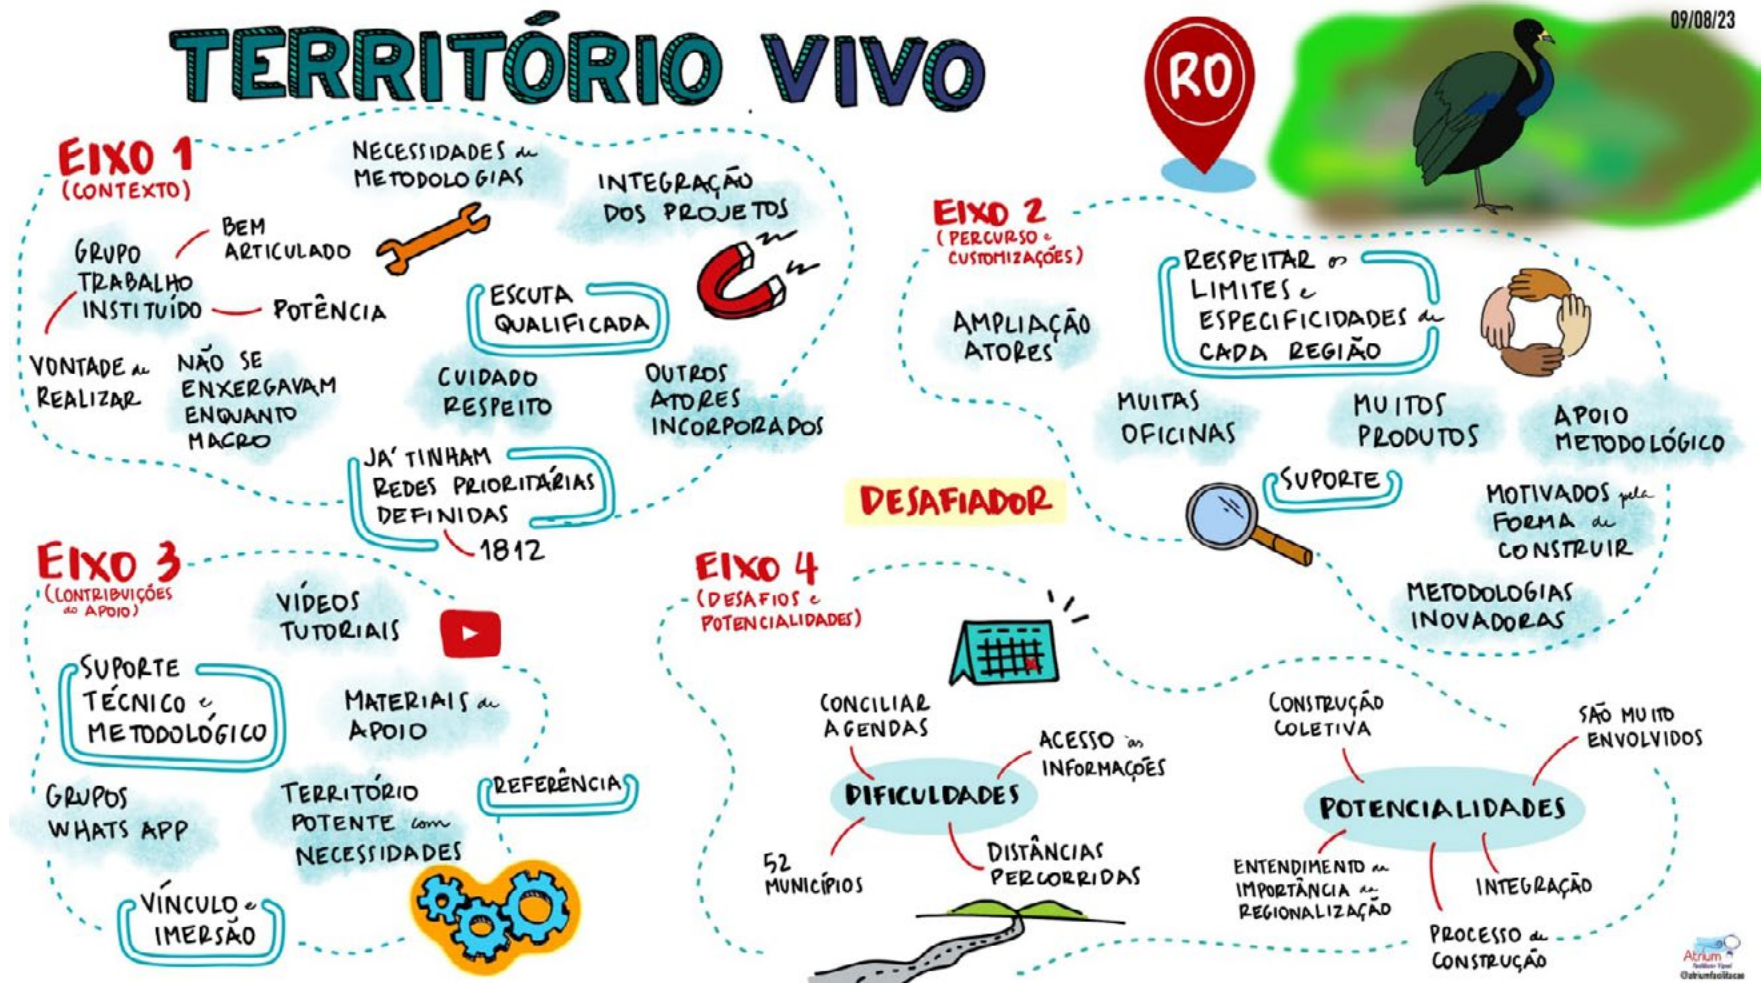 TERRITÓRIO VIVO
RO
09/08/23
EIXO 1
(CONTEXTO)
NECESSIDADES de
METODOLOGIAS
INTEGRAÇÃO
DOS PROJETOS
BEM
ARTICULADO
GRUPO
TRABALHO
INSTITUÍDO
POTÊNCIA
VONTADE de
REALIZAR
NÃO SE
ENXERGAVAM
ENQUANTO
MACRO
ESCUTA
QUALIFICADA
CUIDADO
RESPEITO
OUTROS
ATORES
INCORPORADOS
JÁ TINHAM
REDES PRIORITÁRIAS
DEFINIDAS
1812
EIXO 2
(PERCURSO e
CUSTOMIZAÇÕES)
RESPEITAR os
LIMITES e
ESPECIFICIDADES de
CADA REGIÃO
AMPLIAÇÃO
ATORES
MUITAS
OFICINAS
MUITOS
PRODUTOS
APOIO
METODOLÓGICO
SUPORTE
MOTIVADOS pela
FORMA de
CONSTRUIR
METODOLOGIAS
INOVADORAS
DESAFIADOR
EIXO 3
(CONTRIBUIÇÕES
do APOIO)
VÍDEOS
TUTORIAIS
SUPORTE
TÉCNICO e
METODOLÓGICO
MATERIAIS de
APOIO
REFERÊNCIA
GRUPOS
WHATS APP
TERRITÓRIO
POTENTE com
NECESSIDADES
VÍNCULO e
IMERSÃO
EIXO 4
(DESAFIOS e
POTENCIALIDADES)
CONCILIAR
AGENDAS
ACESSO às
INFORMAÇÕES
DIFICULDADES
52
MUNICÍPIOS
DISTÂNCIAS
PERCORRIDAS
CONSTRUÇÃO
COLETIVA
SÃO MUITO
ENVOLVIDOS
POTENCIALIDADES
ENTENDIMENTO da
IMPORTÂNCIA da
REGIONALIZAÇÃO
INTEGRAÇÃO
PROCESSO de
CONSTRUÇÃO
Atrium
@atriumfacilitacao